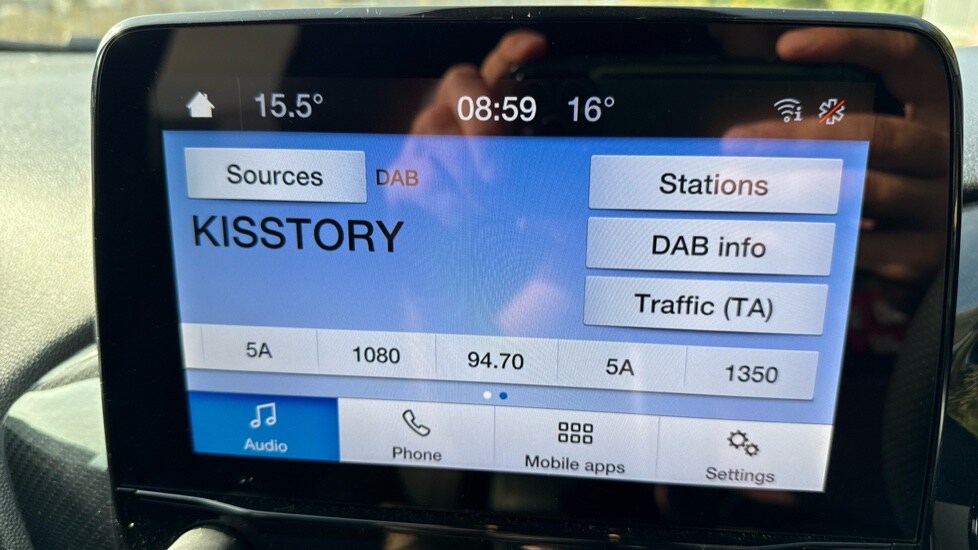 15.5° 08:59 16°
Sources DAB Stations
KISSTORY DAB info
Traffic (TA)
5A 1080 94.70 5A 1350
Audio Phone Mobile apps Settings